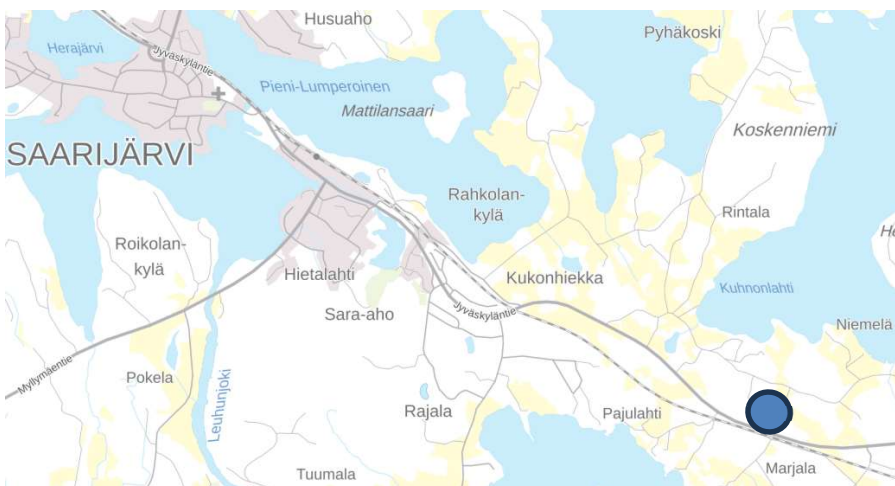 Husuaho
Pyhäkoski
Herajärvi
Jyväskyläntie
Pieni-Lumperoinen
Mattilansaari
Koskenniemi
SAARIJÄRVI
Rahkolan-
kylä
Rintala
Roikolan-
kylä
Hietalahti
Kukonhiekka
Kuhnonlahti
Sara-aho
Jyväskyläntie
Niemelä
Myllymäentie
Pokela
Leuhunjoki
Rajala
Pajulahti
Tuumala
Marjala